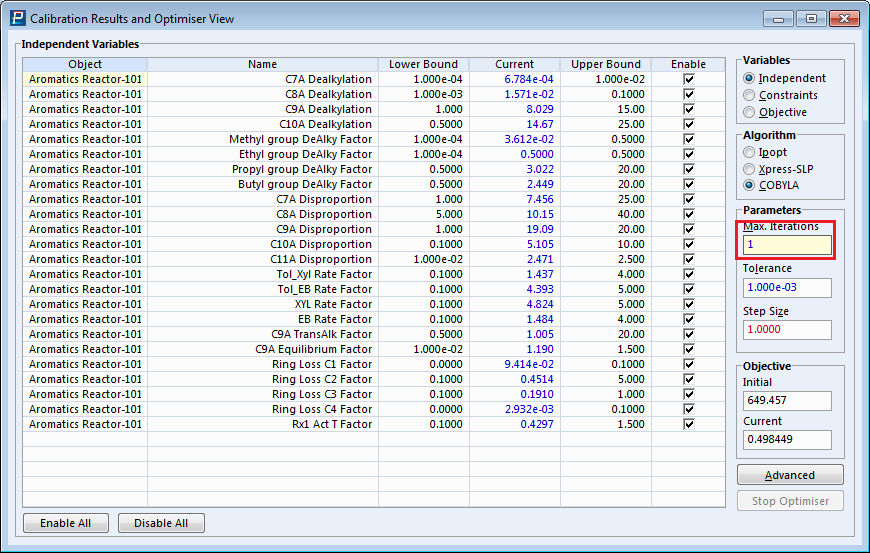 Calibration Results and Optimiser View
Independent Variables
Object Name Lower Bound Current Upper Bound Enable
Aromatics Reactor-101 C7A Dealkylation 1.000e-04 6.784e-04 1.000e-02
Aromatics Reactor-101 C8A Dealkylation 1.000e-03 1.571e-02 0.1000
Aromatics Reactor-101 C9A Dealkylation 1.000 8.029 15.00
Aromatics Reactor-101 C10A Dealkylation 0.5000 14.67 25.00
Aromatics Reactor-101 Methyl group DeAlky Factor 1.000e-04 3.612e-02 0.5000
Aromatics Reactor-101 Ethyl group DeAlky Factor 1.000e-04 0.5000 0.5000
Aromatics Reactor-101 Propyl group DeAlky Factor 0.5000 3.022 20.00
Aromatics Reactor-101 Butyl group DeAlky Factor 0.5000 2.449 20.00
Aromatics Reactor-101 C7A Disproportion 1.000 7.456 25.00
Aromatics Reactor-101 C8A Disproportion 5.000 10.15 40.00
Aromatics Reactor-101 C9A Disproportion 1.000 19.09 20.00
Aromatics Reactor-101 C10A Disproportion 0.1000 5.105 10.00
Aromatics Reactor-101 C11A Disproportion 1.000e-02 2.471 2.500
Aromatics Reactor-101 Tol_Xyl Rate Factor 0.1000 1.437 4.000
Aromatics Reactor-101 Tol_EB Rate Factor 0.1000 4.393 5.000
Aromatics Reactor-101 XYL Rate Factor 0.1000 4.824 5.000
Aromatics Reactor-101 EB Rate Factor 0.1000 1.484 4.000
Aromatics Reactor-101 C9A TransAlk Factor 0.5000 1.005 20.00
Aromatics Reactor-101 C9A Equilibrium Factor 1.000e-02 1.190 1.500
Aromatics Reactor-101 Ring Loss C1 Factor 0.0000 9.414e-02 0.1000
Aromatics Reactor-101 Ring Loss C2 Factor 0.1000 0.4514 5.000
Aromatics Reactor-101 Ring Loss C3 Factor 0.1000 0.1910 1.000
Aromatics Reactor-101 Ring Loss C4 Factor 0.0000 2.932e-03 0.1000
Aromatics Reactor-101 Rx1 Act T Factor 0.1000 0.4297 1.500
Enable All Disable All
Variables
Independent
Constraints
Objective
Algorithm
Ipopt
Xpress-SLP
COBYLA
Parameters
Max. Iterations
1
Tolerance
1.000e-03
Step Size
1.0000
Objective
Initial
649.457
Current
0.498449
Advanced
Stop Optimiser